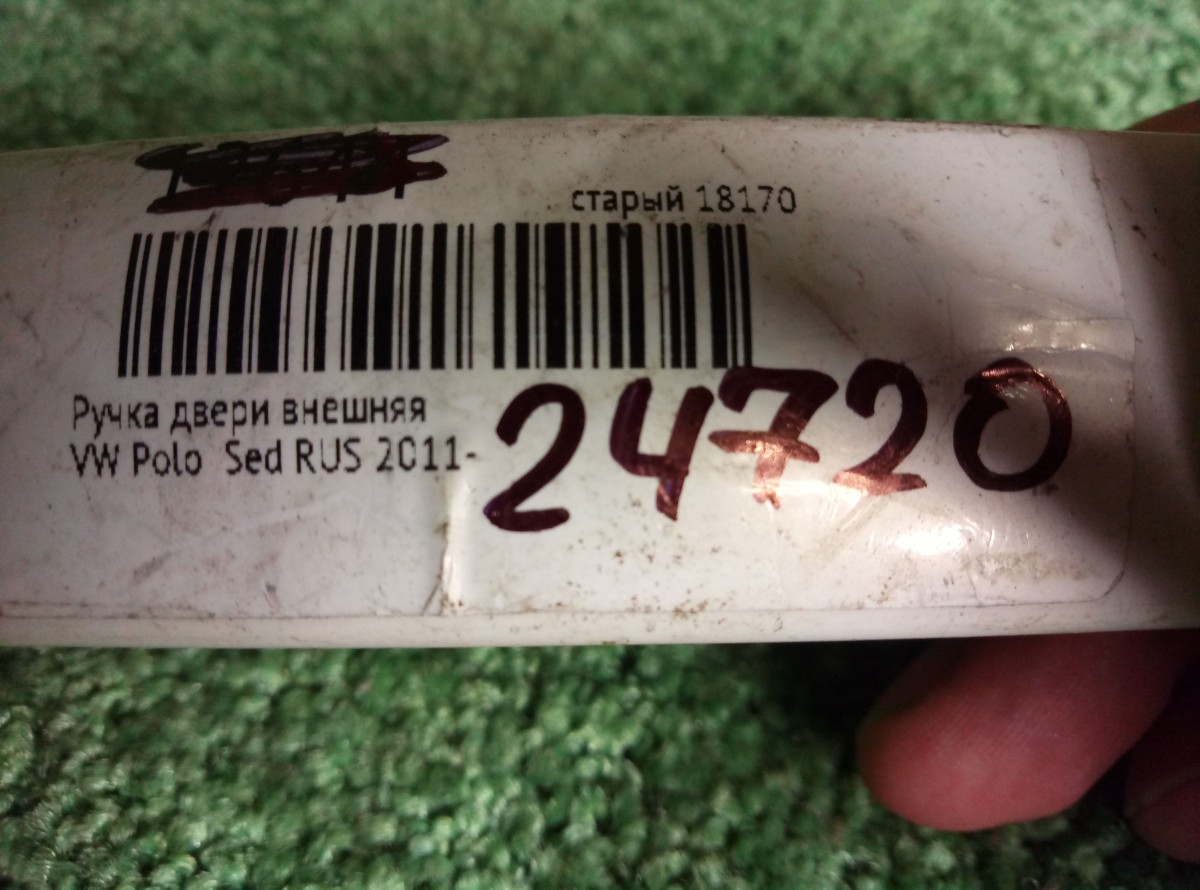 старый 18170
Ручка двери внешняя
VW Polo Sed RUS 2011-
24720